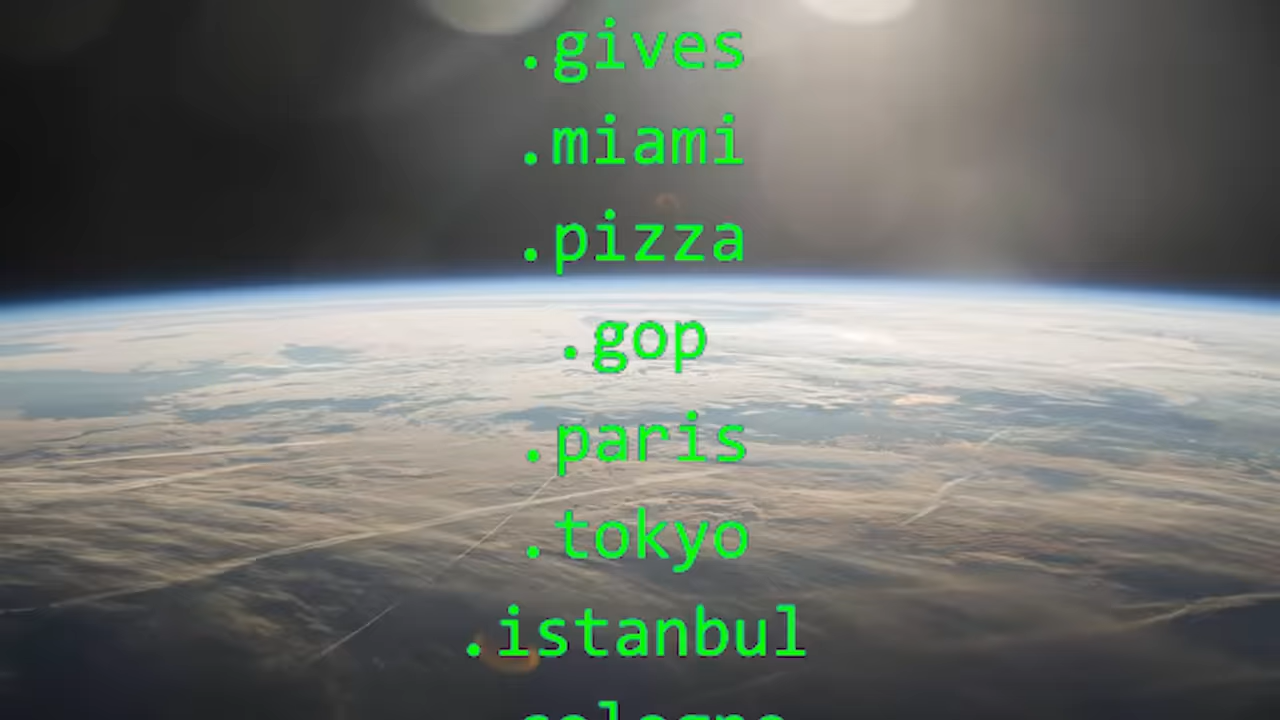 .gives
.miami
.pizza
.gop
.paris
.tokyo
.istanbul